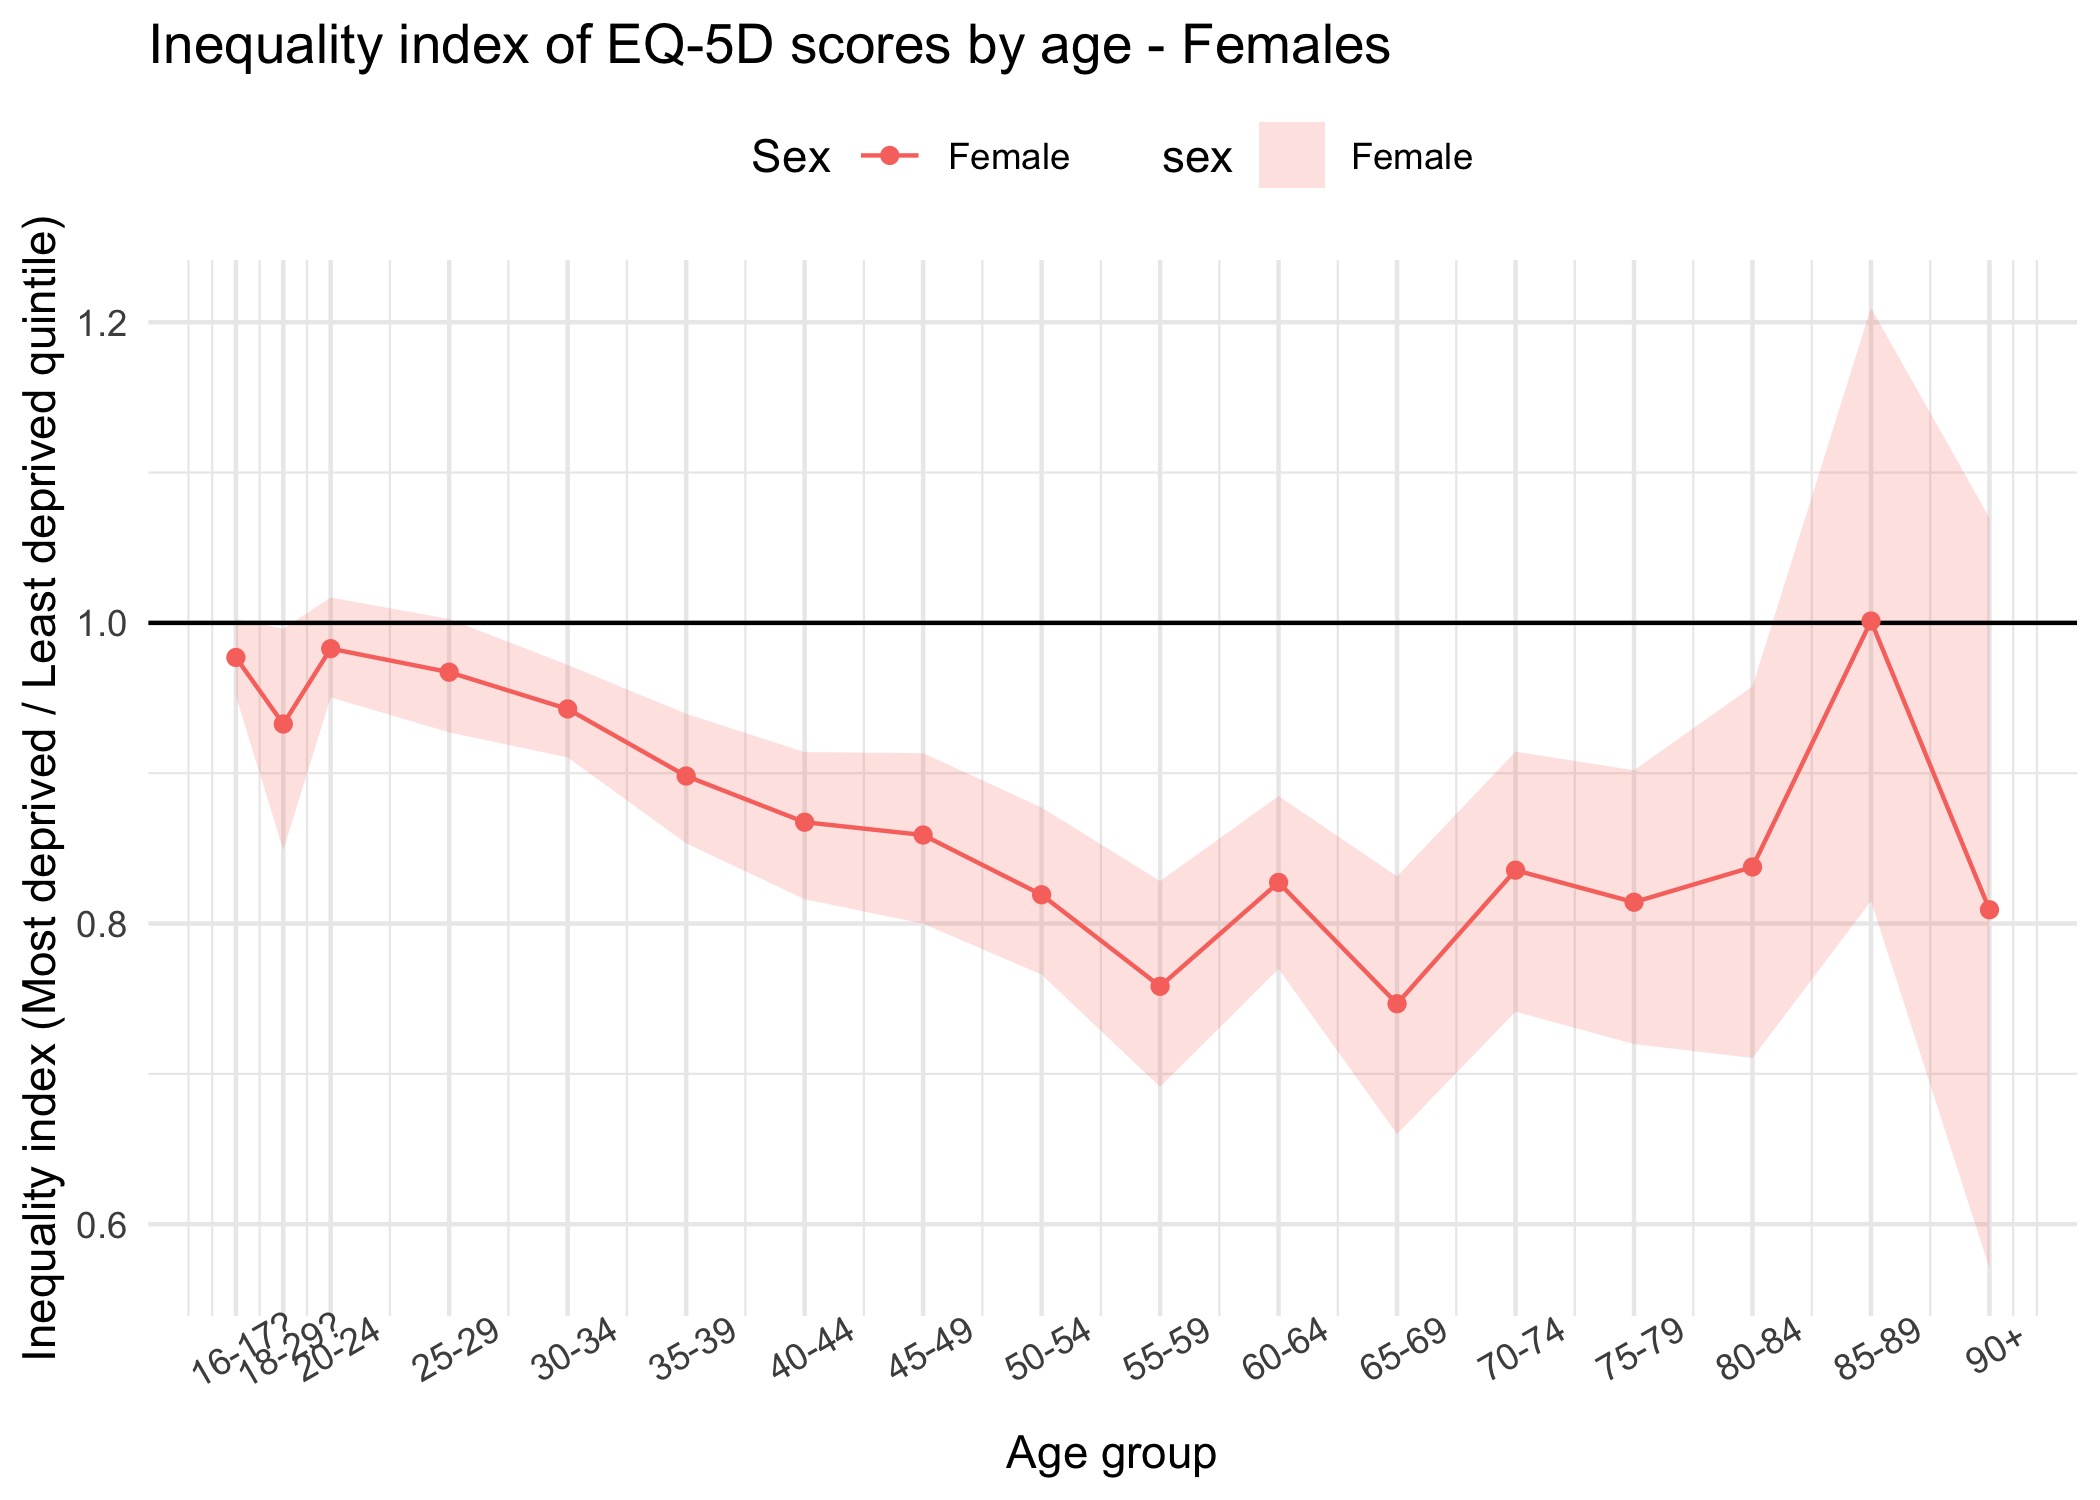 Inequality index of EQ-5D scores by age - Females
Sex Female sex Female
Inequality index (Most deprived / Least deprived quintile)
1.2
1.0
0.8
0.6
16-17? 18-29? 20-24 25-29 30-34 35-39 40-44 45-49 50-54 55-59 60-64 65-69 70-74 75-79 80-84 85-89 90+
Age group